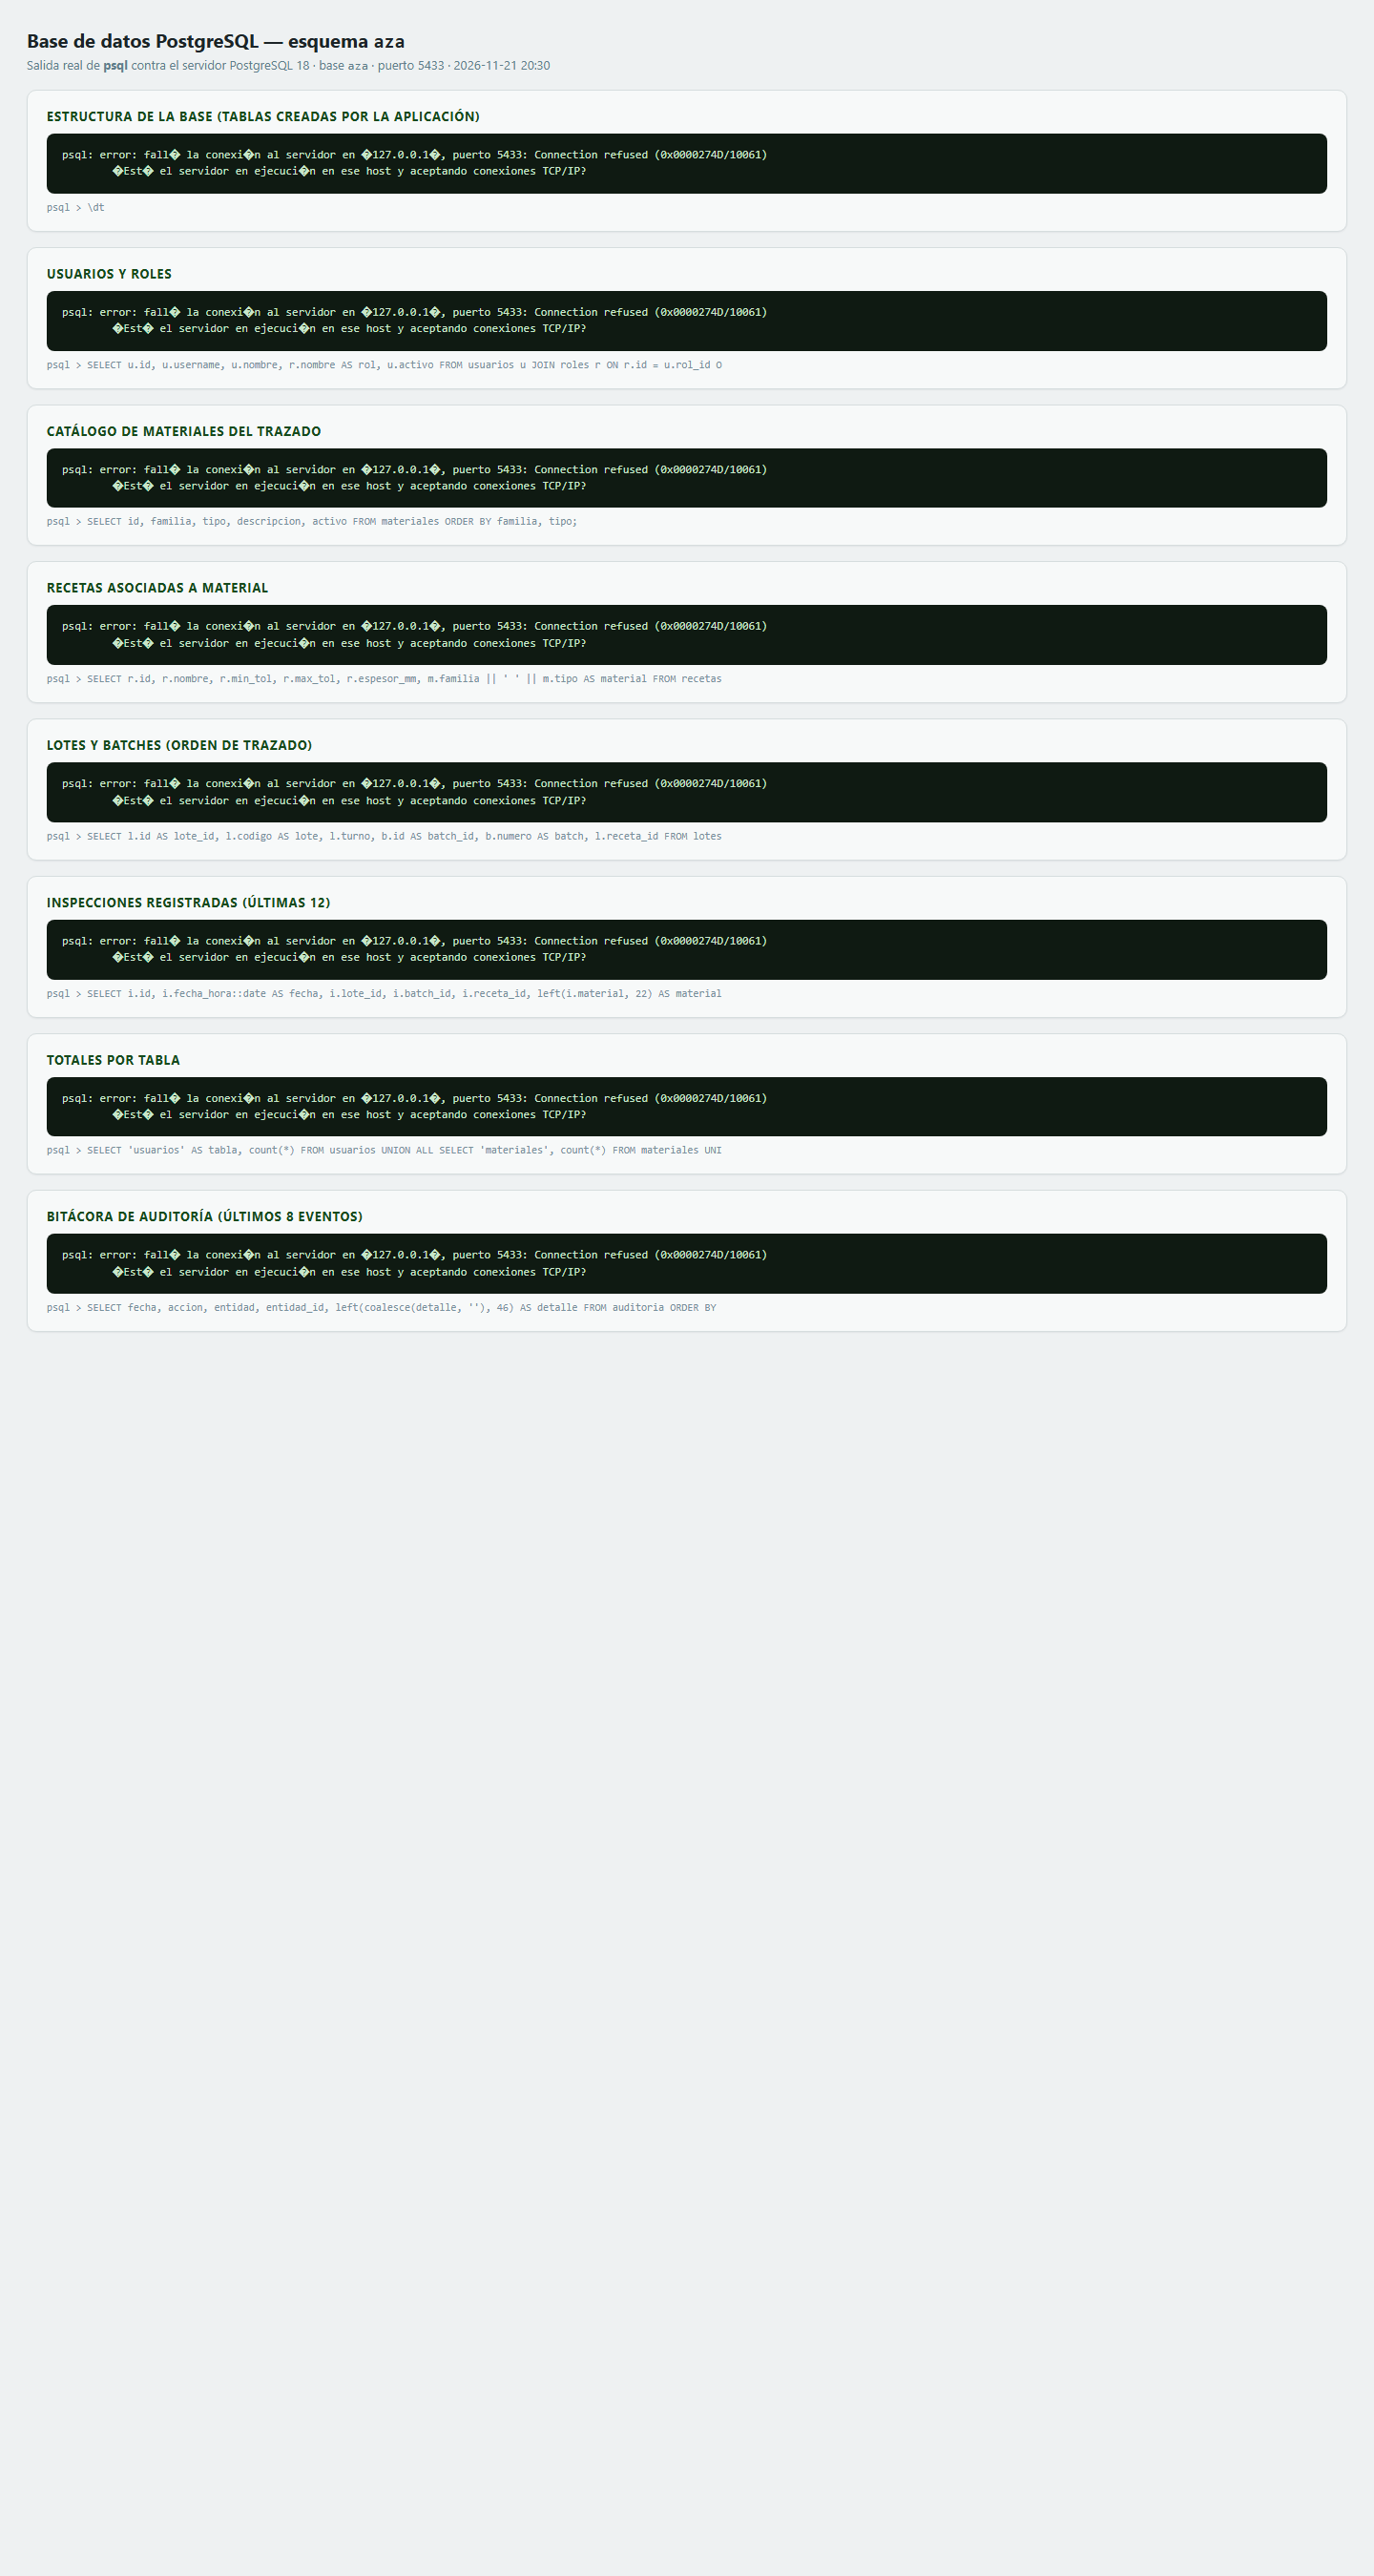 Base de datos PostgreSQL — esquema aza
Salida real de psql contra el servidor PostgreSQL 18 · base aza · puerto 5433 · 2026-11-21 20:30
ESTRUCTURA DE LA BASE (TABLAS CREADAS POR LA APLICACIÓN)
psql: error: fall� la conexi�n al servidor en �127.0.0.1�, puerto 5433: Connection refused (0x0000274D/10061)
�Est� el servidor en ejecuci�n en ese host y aceptando conexiones TCP/IP?
psql > \dt
USUARIOS Y ROLES
psql: error: fall� la conexi�n al servidor en �127.0.0.1�, puerto 5433: Connection refused (0x0000274D/10061)
�Est� el servidor en ejecuci�n en ese host y aceptando conexiones TCP/IP?
psql > SELECT u.id, u.username, u.nombre, r.nombre AS rol, u.activo FROM usuarios u JOIN roles r ON r.id = u.rol_id O
CATÁLOGO DE MATERIALES DEL TRAZADO
psql: error: fall� la conexi�n al servidor en �127.0.0.1�, puerto 5433: Connection refused (0x0000274D/10061)
�Est� el servidor en ejecuci�n en ese host y aceptando conexiones TCP/IP?
psql > SELECT id, familia, tipo, descripcion, activo FROM materiales ORDER BY familia, tipo;
RECETAS ASOCIADAS A MATERIAL
psql: error: fall� la conexi�n al servidor en �127.0.0.1�, puerto 5433: Connection refused (0x0000274D/10061)
�Est� el servidor en ejecuci�n en ese host y aceptando conexiones TCP/IP?
psql > SELECT r.id, r.nombre, r.min_tol, r.max_tol, r.espesor_mm, m.familia || ' ' || m.tipo AS material FROM recetas
LOTES Y BATCHES (ORDEN DE TRAZADO)
psql: error: fall� la conexi�n al servidor en �127.0.0.1�, puerto 5433: Connection refused (0x0000274D/10061)
�Est� el servidor en ejecuci�n en ese host y aceptando conexiones TCP/IP?
psql > SELECT l.id AS lote_id, l.codigo AS lote, l.turno, b.id AS batch_id, b.numero AS batch, l.receta_id FROM lotes
INSPECCIONES REGISTRADAS (ÚLTIMAS 12)
psql: error: fall� la conexi�n al servidor en �127.0.0.1�, puerto 5433: Connection refused (0x0000274D/10061)
�Est� el servidor en ejecuci�n en ese host y aceptando conexiones TCP/IP?
psql > SELECT i.id, i.fecha_hora::date AS fecha, i.lote_id, i.batch_id, i.receta_id, left(i.material, 22) AS material
TOTALES POR TABLA
psql: error: fall� la conexi�n al servidor en �127.0.0.1�, puerto 5433: Connection refused (0x0000274D/10061)
�Est� el servidor en ejecuci�n en ese host y aceptando conexiones TCP/IP?
psql > SELECT 'usuarios' AS tabla, count(*) FROM usuarios UNION ALL SELECT 'materiales', count(*) FROM materiales UNI
BITÁCORA DE AUDITORÍA (ÚLTIMOS 8 EVENTOS)
psql: error: fall� la conexi�n al servidor en �127.0.0.1�, puerto 5433: Connection refused (0x0000274D/10061)
�Est� el servidor en ejecuci�n en ese host y aceptando conexiones TCP/IP?
psql > SELECT fecha, accion, entidad, entidad_id, left(coalesce(detalle, ''), 46) AS detalle FROM auditoria ORDER BY